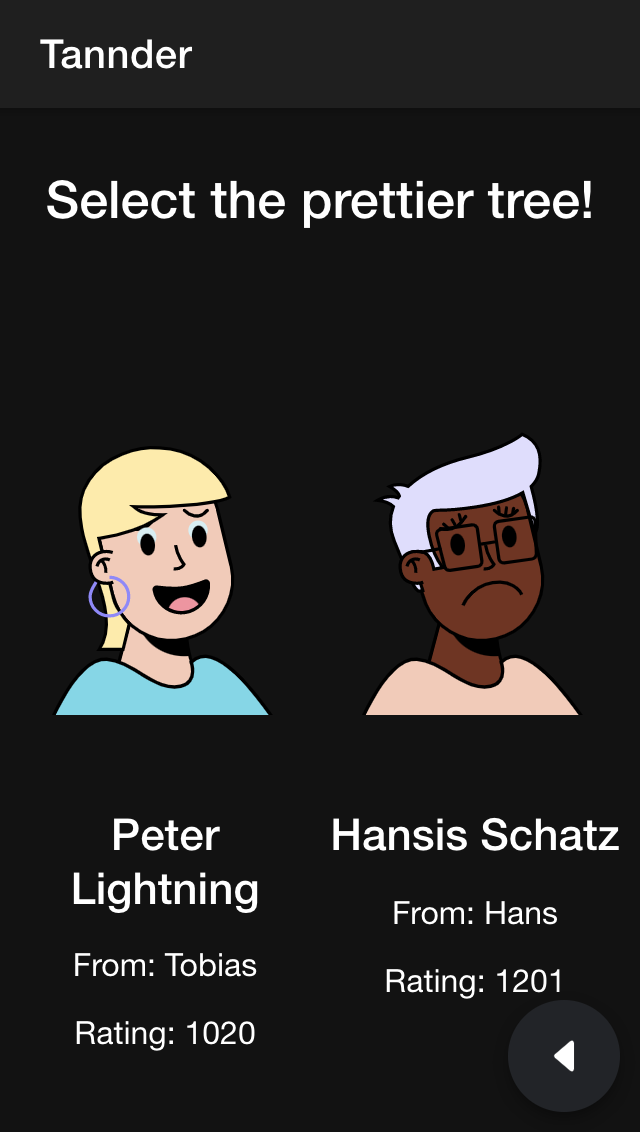 Tannder
Select the prettier tree!
Peter
Lightning
From: Tobias
Rating: 1020
Hansis Schatz
From: Hans
Rating: 1201